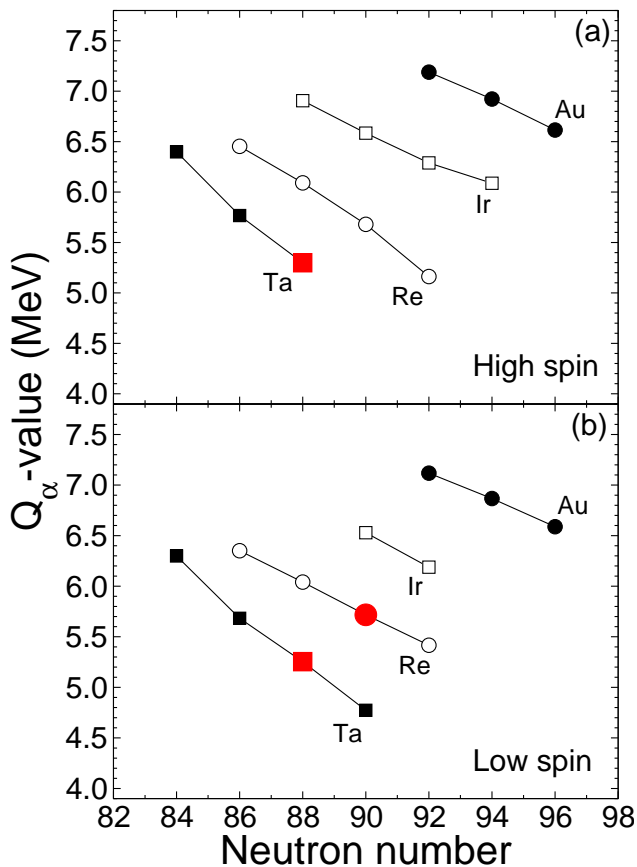 (a)
7.5
7.0
6.5
6.0
5.5
5.0
4.5
4.0
Au
Ir
Ta
Re
High spin
Qα-value (MeV)
(b)
7.5
7.0
6.5
6.0
5.5
5.0
4.5
4.0
Au
Ir
Re
Ta
Low spin
82 84 86 88 90 92 94 96 98
Neutron number